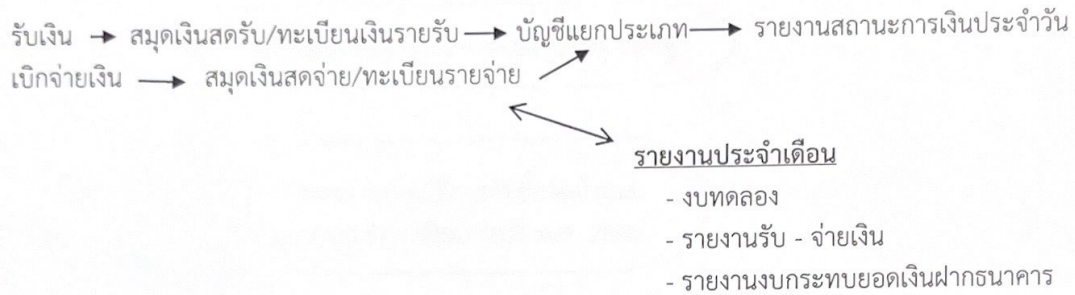 รับเงิน → สมุดเงินสดรับ/ทะเบียนเงินรายรับ → บัญชีแยกประเภท → รายงานสถานะการเงินประจำวัน
เบิกจ่ายเงิน → สมุดเงินสดจ่าย/ทะเบียนรายจ่าย
รายงานประจำเดือน
- งบทดลอง
- รายงานรับ - จ่ายเงิน
- รายงานงบกระทบยอดเงินฝากธนาคาร